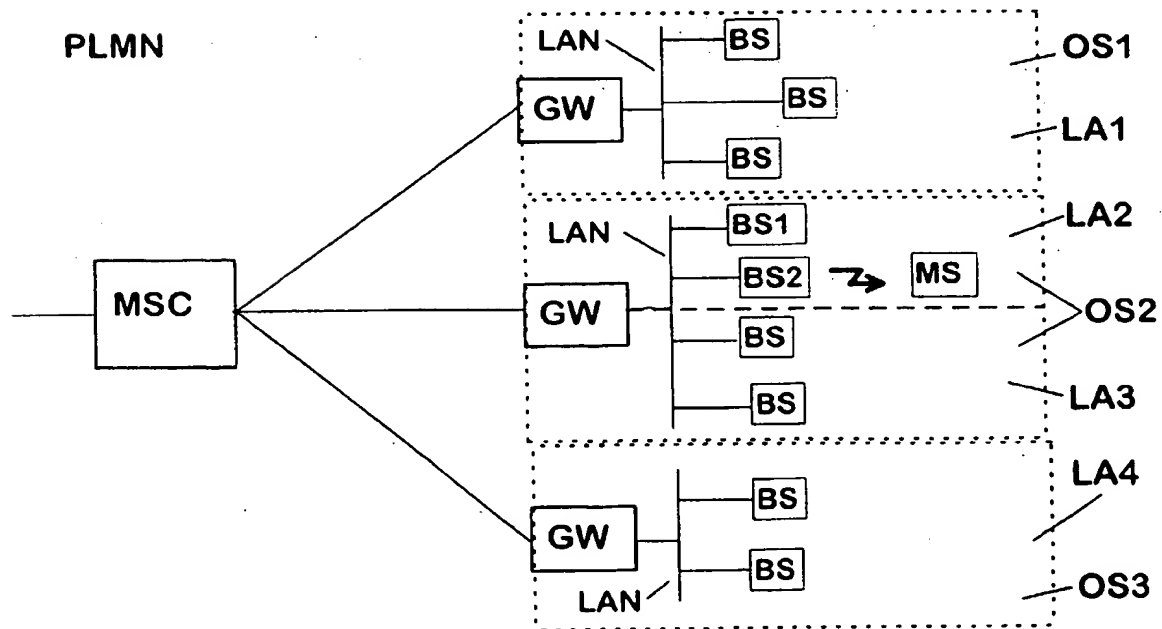 PLMN
LAN
BS
OS1
GW
BS
LA1
BS
LAN
BS1
LA2
BS2
MS
MSC
GW
OS2
BS
BS
LA3
LA4
BS
GW
BS
LAN
OS3